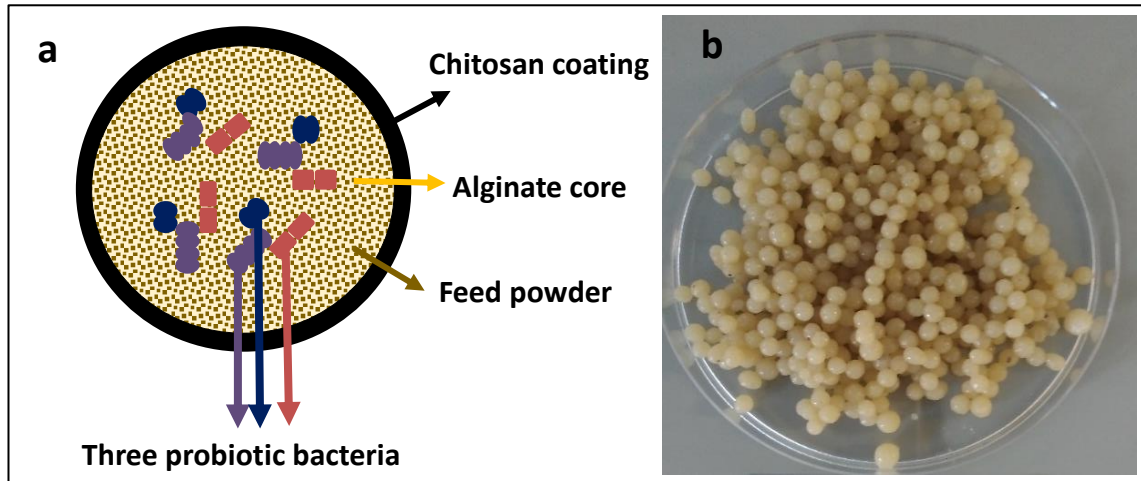 a
Chitosan coating
Alginate core
Feed powder
Three probiotic bacteria
b